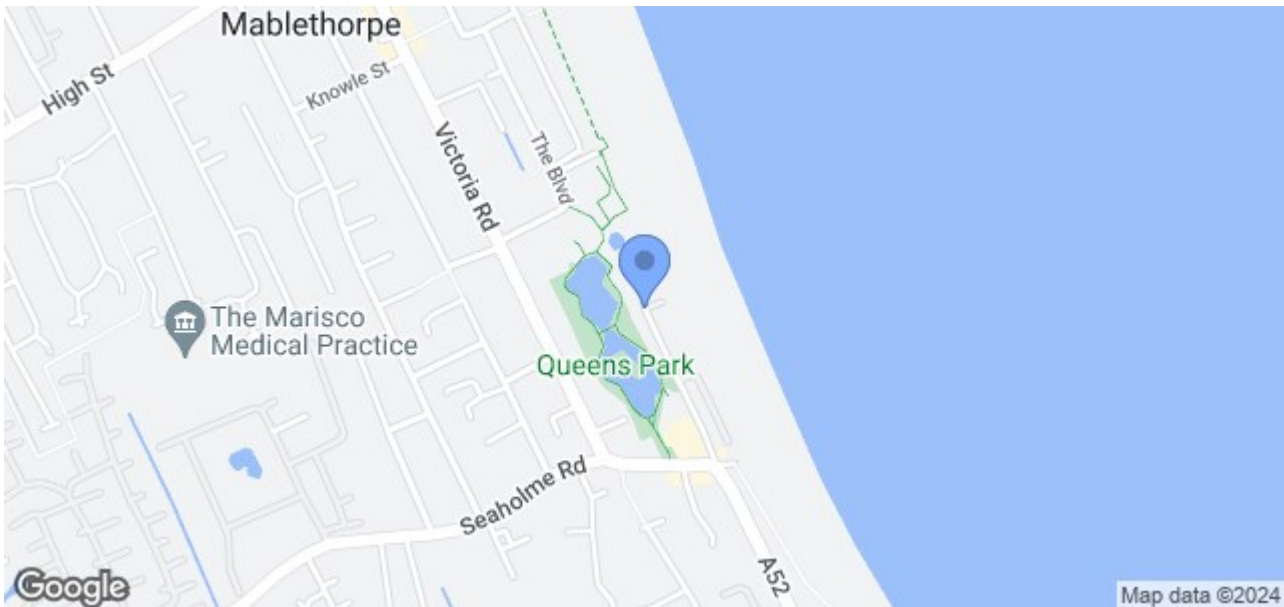 Mablethorpe
High St
Knowle St
Victoria Rd
The Blvd
The Marisco
Medical Practice
Queens Park
Seaholme Rd
A52
Google
Map data ©2024